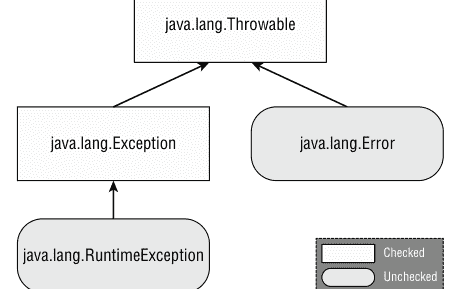 java.lang.Throwable
java.lang.Exception
java.lang.Error
java.lang.RuntimeException
Checked
Unchecked